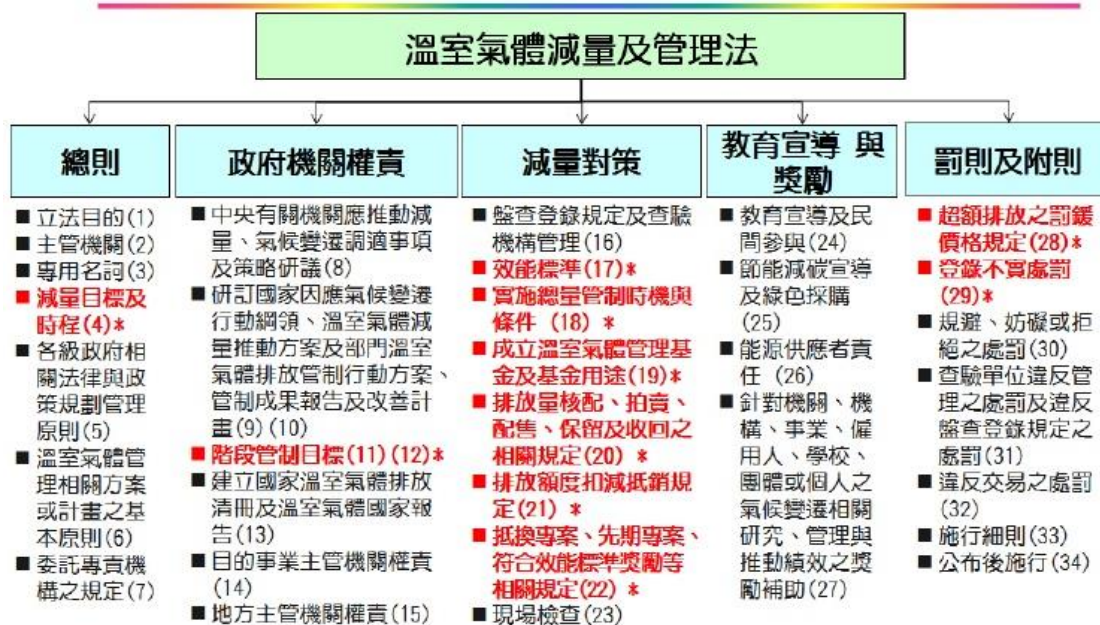 溫室氣體減量及管理法
總則
■立法目的(1)
■主管機關(2)
■專用名詞(3)
■減量目標及
時程(4)*
■各級政府相
關法律與政
策規劃管理
原則(5)
■溫室氣體管
理相關方案
或計畫之基
本原則(6)
■委託專責機
構之規定(7)
政府機關權責
■中央有關機關應推動減
量、氣候變遷調適事項
及策略研議(8)
■研訂國家因應氣候變遷
行動綱領、溫室氣體減
量推動方案及部門溫室
氣體排放管制行動方案、
管制成果報告及改善計
畫(9)(10)
■階段管制目標(11)(12)*
■建立國家溫室氣體排放
清冊及溫室氣體國家報
告(13)
■目的事業主管機關權責
(14)
■地方主管機關權責(15)
減量對策
■盤查登錄規定及查驗
機構管理(16)
■效能標準(17)*
■實施總量管制時機與
條件 (18) *
■成立溫室氣體管理基
金及基金用途(19)*
■排放量核配、拍賣、
配售、保留及收回之
相關規定(20) *
■排放額度扣減抵銷規
定(21) *
■抵換專案、先期專案、
符合效能標準獎勵等
相關規定(22) *
■現場檢查(23)
教育宣導 與
獎勵
■教育宣導及民
間參與(24)
■節能減碳宣導
及綠色採購
(25)
■能源供應者責
任 (26)
■針對機關、機
構、事業、僱
用人、學校、
團體或個人之
氣候變遷相關
研究、管理與
推動績效之獎
勵補助(27)
罰則及附則
■超額排放之罰鍰
價格規定(28)*
■登錄不實處罰
(29)*
■規避、妨礙或拒
絕之處罰(30)
■查驗單位違反管
理之處罰及違反
盤查登錄規定之
處罰(31)
■違反交易之處罰
(32)
■施行細則(33)
■公布後施行(34)